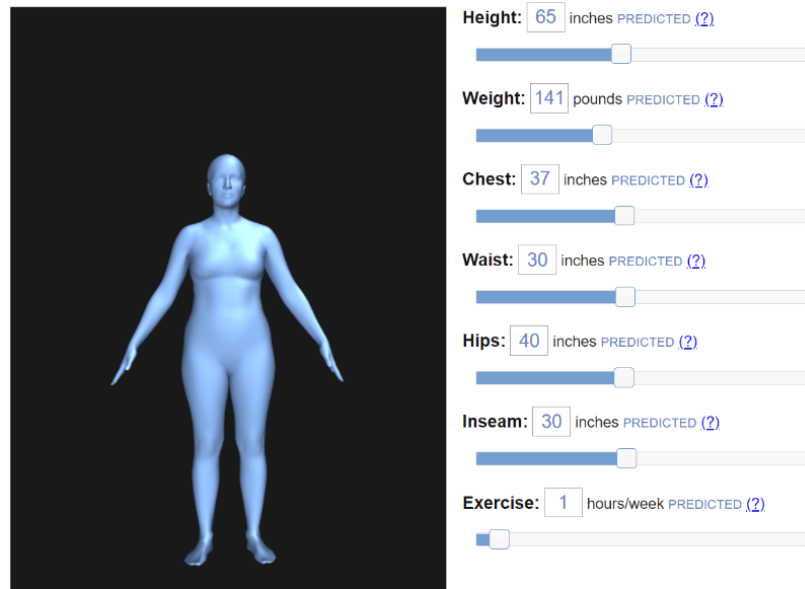 Height: 65 inches PREDICTED (?)
Weight: 141 pounds PREDICTED (?)
Chest: 37 inches PREDICTED (?)
Waist: 30 inches PREDICTED (?)
Hips: 40 inches PREDICTED (?)
Inseam: 30 inches PREDICTED (?)
Exercise: 1 hours/week PREDICTED (?)